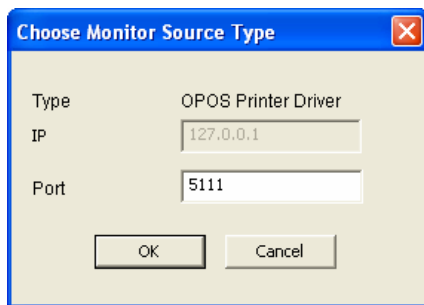 Choose Monitor Source Type
Type OPOS Printer Driver
IP 127.0.0.1
Port 5111
OK Cancel